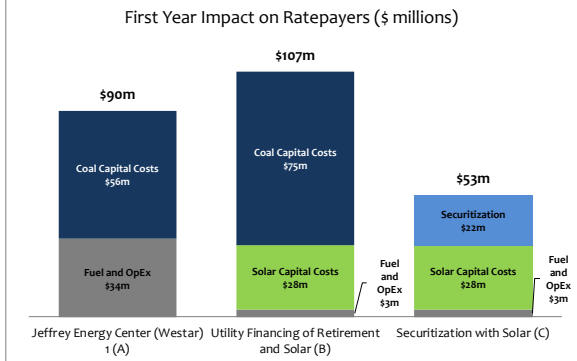 First Year Impact on Ratepayers ($ millions)
$107m
$90m
$53m
Coal Capital Costs
$56m
Coal Capital Costs
$75m
Securitization
$22m
Fuel and OpEx
$34m
Solar Capital Costs
$28m
Fuel
and
OpEx
$3m
Solar Capital Costs
$28m
Fuel
and
OpEx
$3m
Jeffrey Energy Center (Westar)
1 (A)
Utility Financing of Retirement
and Solar (B)
Securitization with Solar (C)